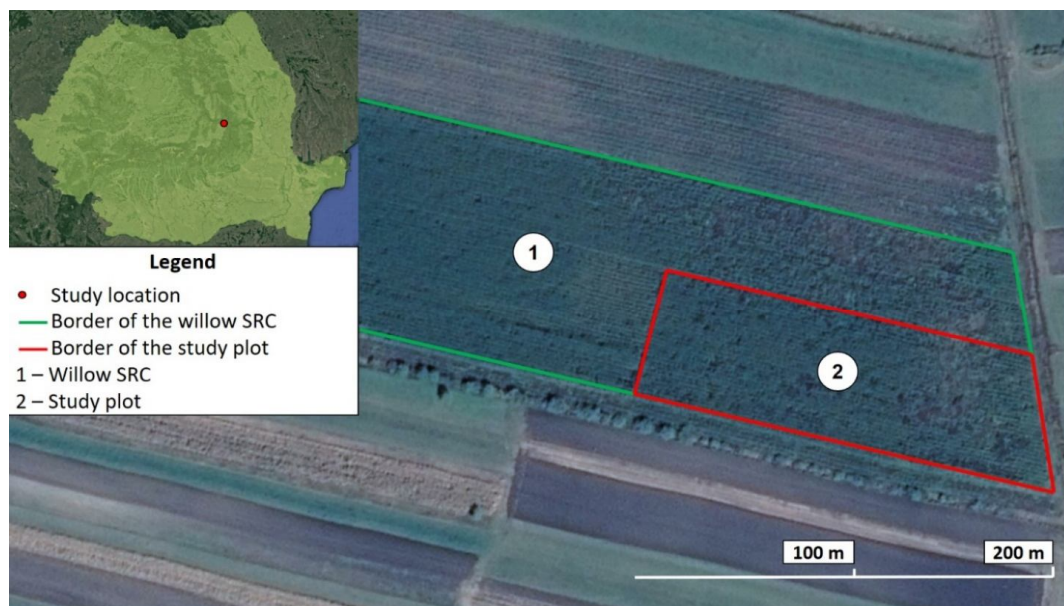 Legend
Study location
Border of the willow SRC
Border of the study plot
1 – Willow SRC
2 – Study plot
1
2
100 m
200 m